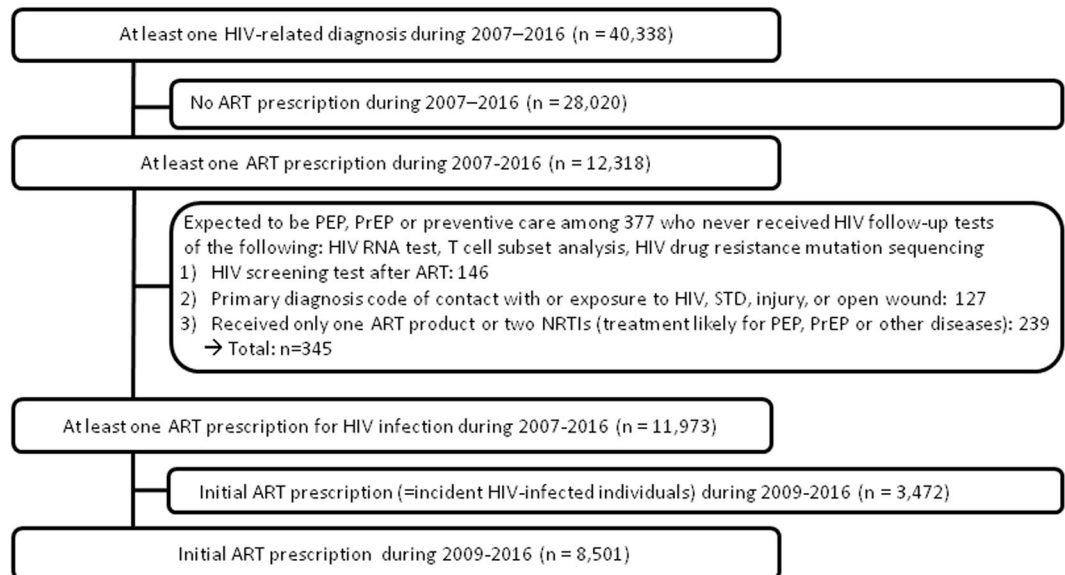 At least one HIV-related diagnosis during 2007–2016 (n = 40,338)
No ART prescription during 2007–2016 (n = 28,020)
At least one ART prescription during 2007-2016 (n = 12,318)
Expected to be PEP, PrEP or preventive care among 377 who never received HIV follow-up tests
of the following: HIV RNA test, T cell subset analysis, HIV drug resistance mutation sequencing
1) HIV screening test after ART: 146
2) Primary diagnosis code of contact with or exposure to HIV, STD, injury, or open wound: 127
3) Received only one ART product or two NRTIs (treatment likely for PEP, PrEP or other diseases): 239
→ Total: n=345
At least one ART prescription for HIV infection during 2007-2016 (n = 11,973)
Initial ART prescription (=incident HIV-infected individuals) during 2009-2016 (n = 3,472)
Initial ART prescription during 2009-2016 (n = 8,501)